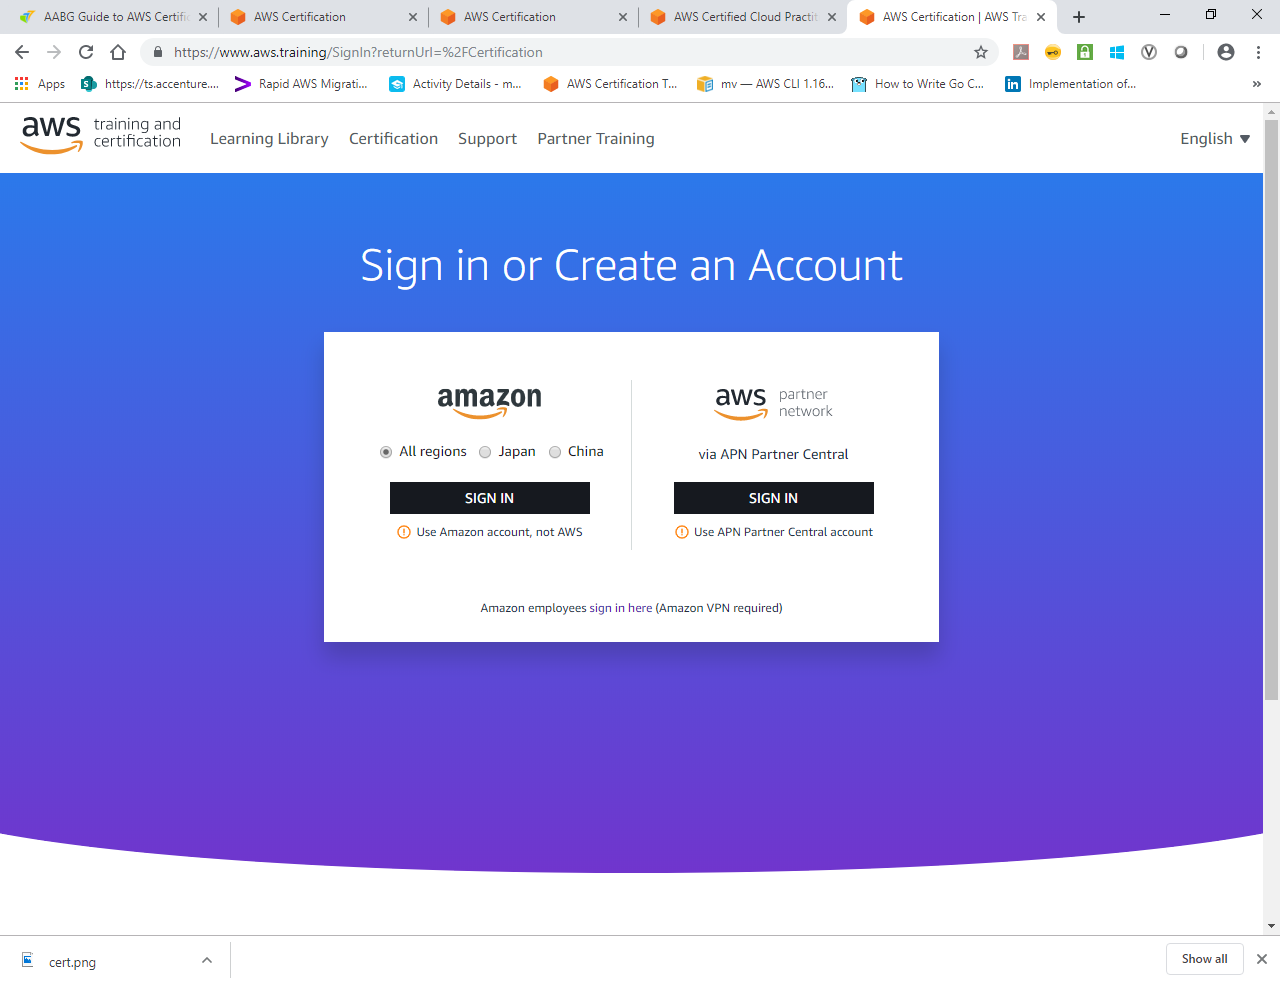 AABG Guide to AWS Certific
AWS Certification
AWS Certification
AWS Certified Cloud Practit
AWS Certification | AWS Tra
https://www.aws.training/SignIn?returnUrl=%2FCertification
Apps
https://ts.accenture....
Rapid AWS Migrati...
Activity Details - m...
AWS Certification T...
mv — AWS CLI 1.16...
How to Write Go C...
Implementation of...
aws training and
certification
Learning Library
Certification
Support
Partner Training
English
Sign in or Create an Account
amazon
All regions
Japan
China
SIGN IN
Use Amazon account, not AWS
aws partner
network
via APN Partner Central
SIGN IN
Use APN Partner Central account
Amazon employees sign in here (Amazon VPN required)
cert.png
Show all